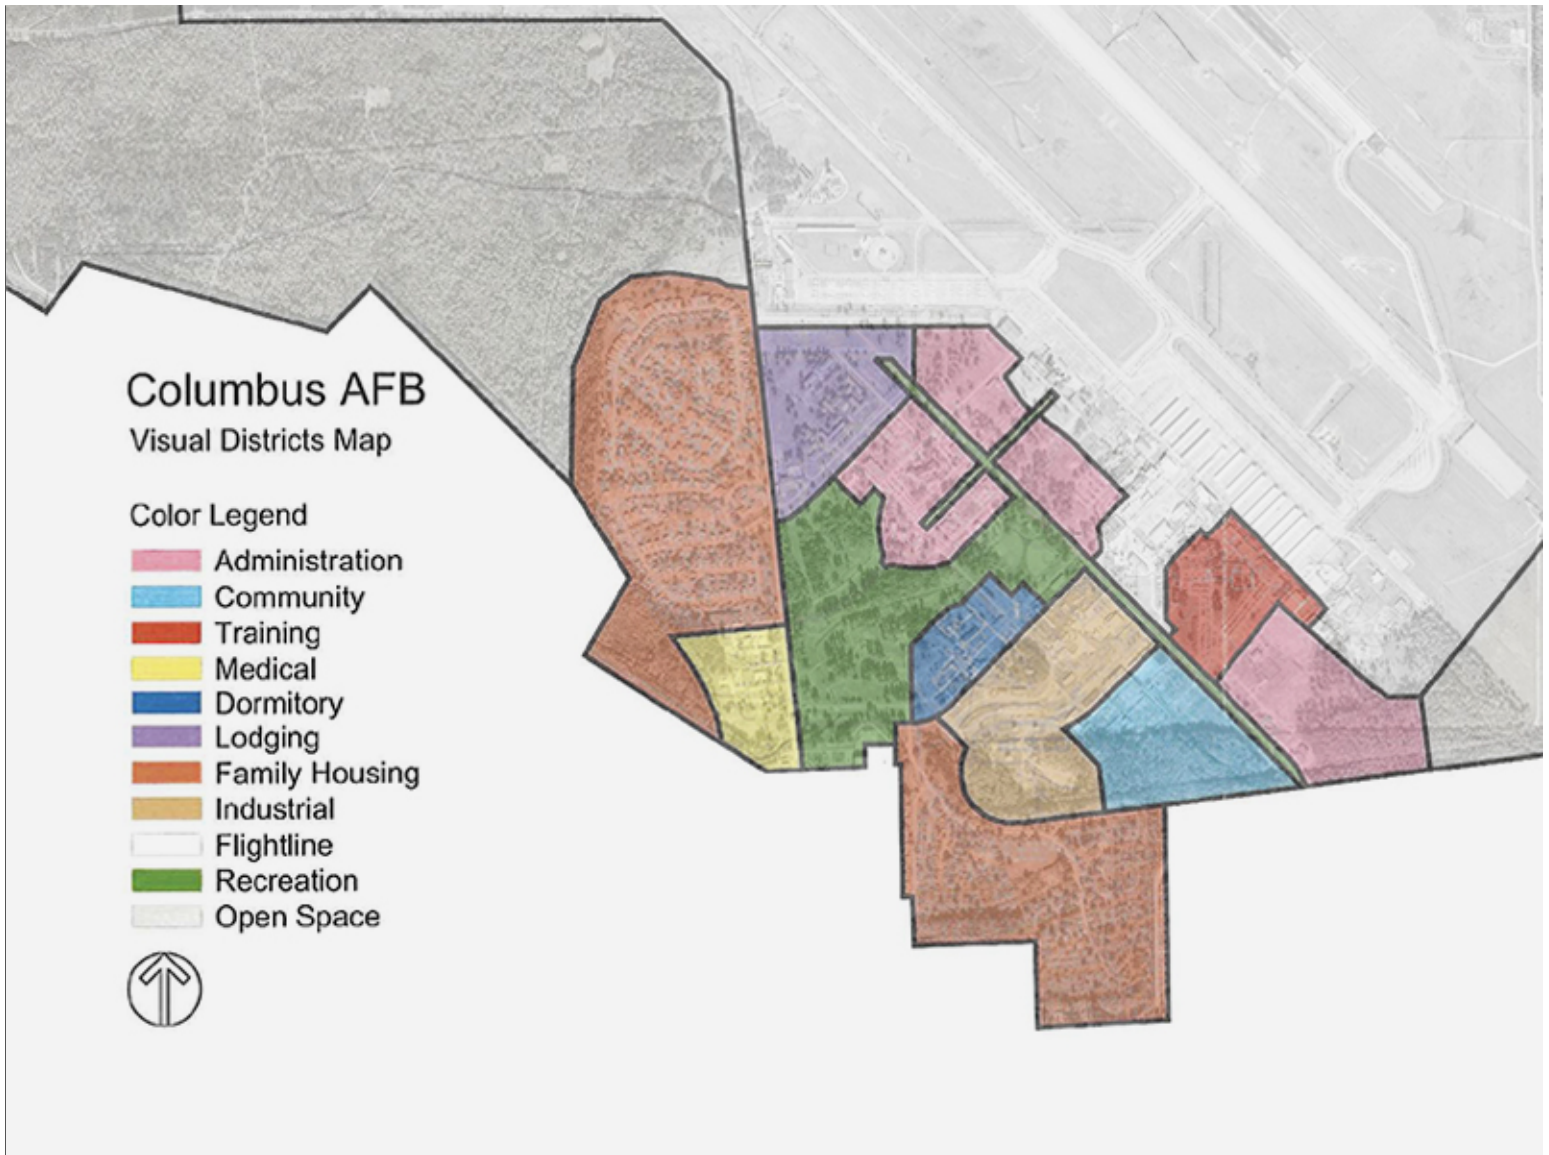 Columbus AFB
Visual Districts Map
Color Legend
Administration
Community
Training
Medical
Dormitory
Lodging
Family Housing
Industrial
Flightline
Recreation
Open Space